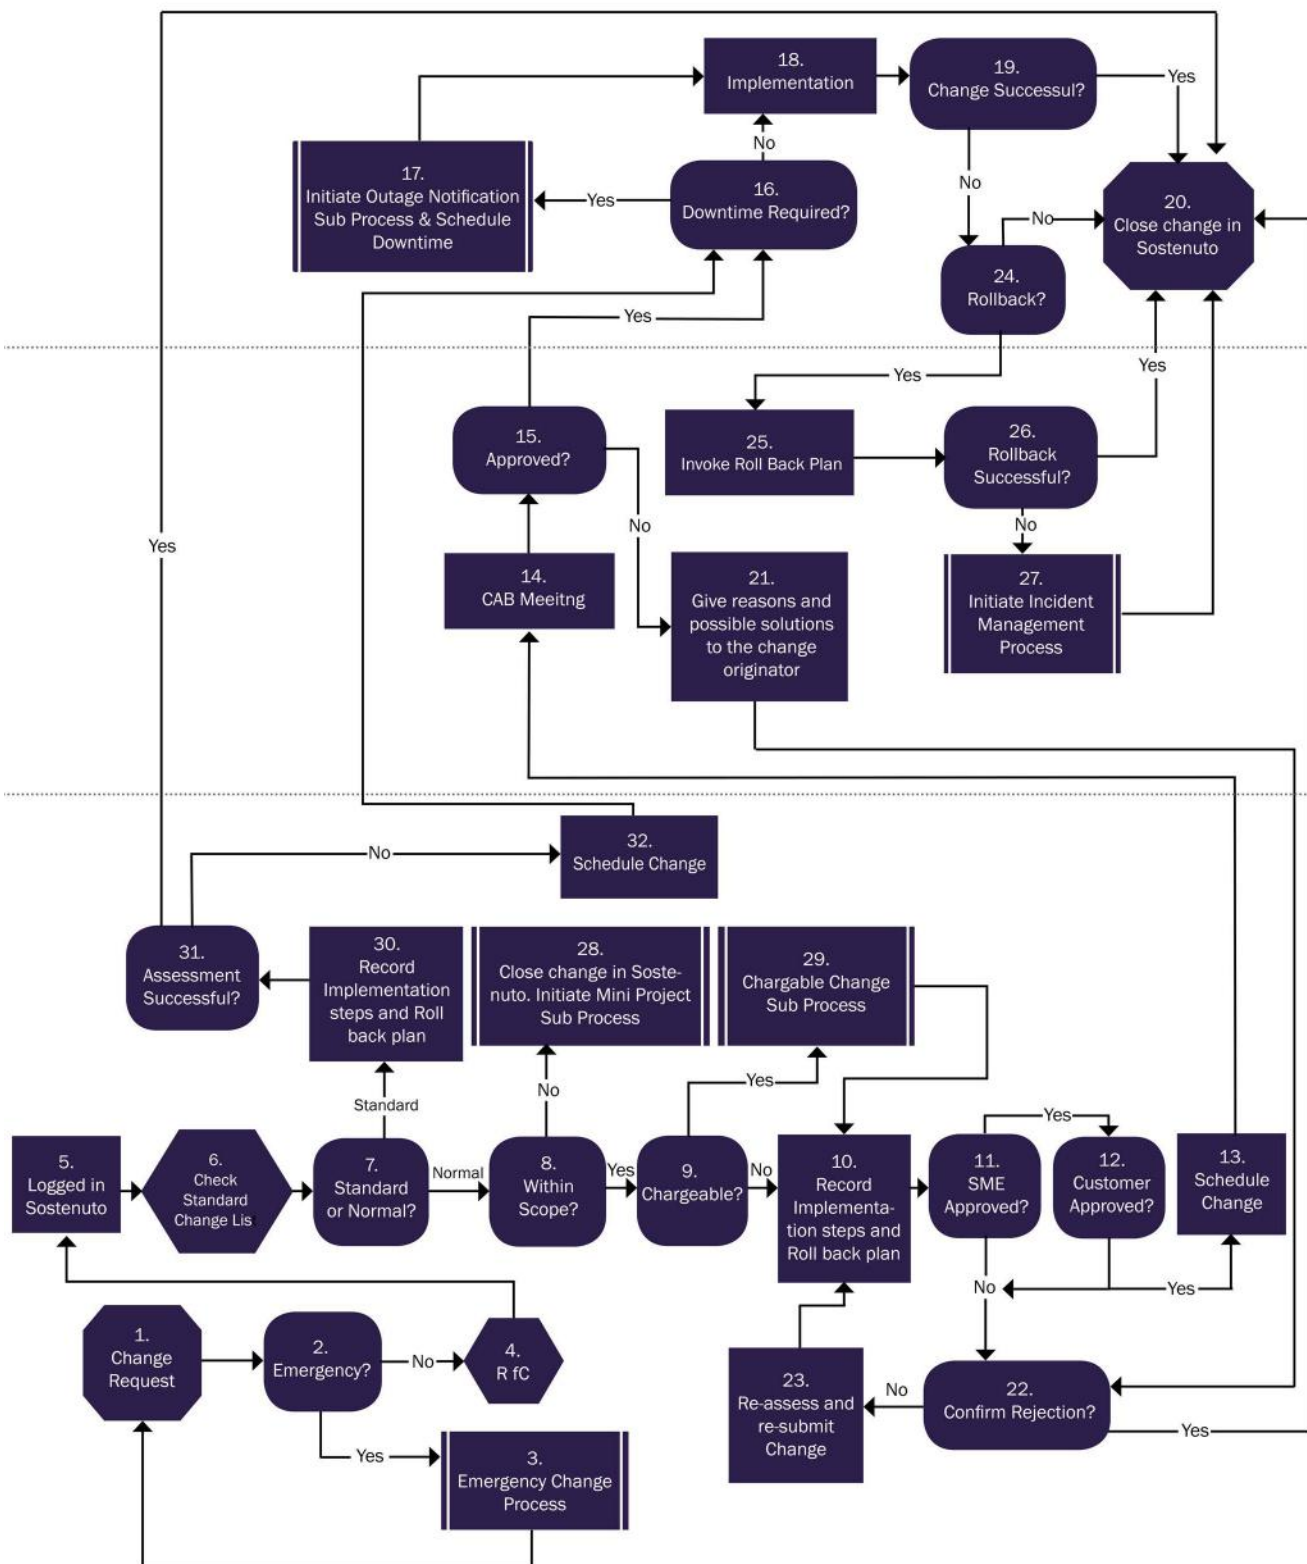 18.
Implementation
19.
Change Successul?
Yes
No
17.
Initiate Outage Notification
Sub Process & Schedule
Downtime
Yes
16.
Downtime Required?
No
20.
Close change in
Sostenuto
No
24.
Rollback?
Yes
Yes
Yes
15.
Approved?
25.
Invoke Roll Back Plan
26.
Rollback
Successful?
No
No
Yes
14.
CAB Meeitng
21.
Give reasons and
possible solutions
to the change
originator
27.
Initiate Incident
Management
Process
32.
Schedule Change
No
31.
Assessment
Successful?
30.
Record
Implementation
steps and Roll
back plan
28.
Close change in Soste-
nuto. Initiate Mini Project
Sub Process
29.
Chargable Change
Sub Process
Standard
No
Yes
5.
Logged in
Sostenuto
6.
Check
Standard
Change List
7.
Standard
or Normal?
Normal
8.
Within
Scope?
Yes
9.
Chargeable?
No
10.
Record
Implementa-
tion steps and
Roll back plan
11.
SME
Approved?
Yes
12.
Customer
Approved?
13.
Schedule
Change
No
Yes
1.
Change
Request
2.
Emergency?
No
4.
R fC
23.
Re-assess and
re-submit
Change
No
22.
Confirm Rejection?
Yes
Yes
3.
Emergency Change
Process